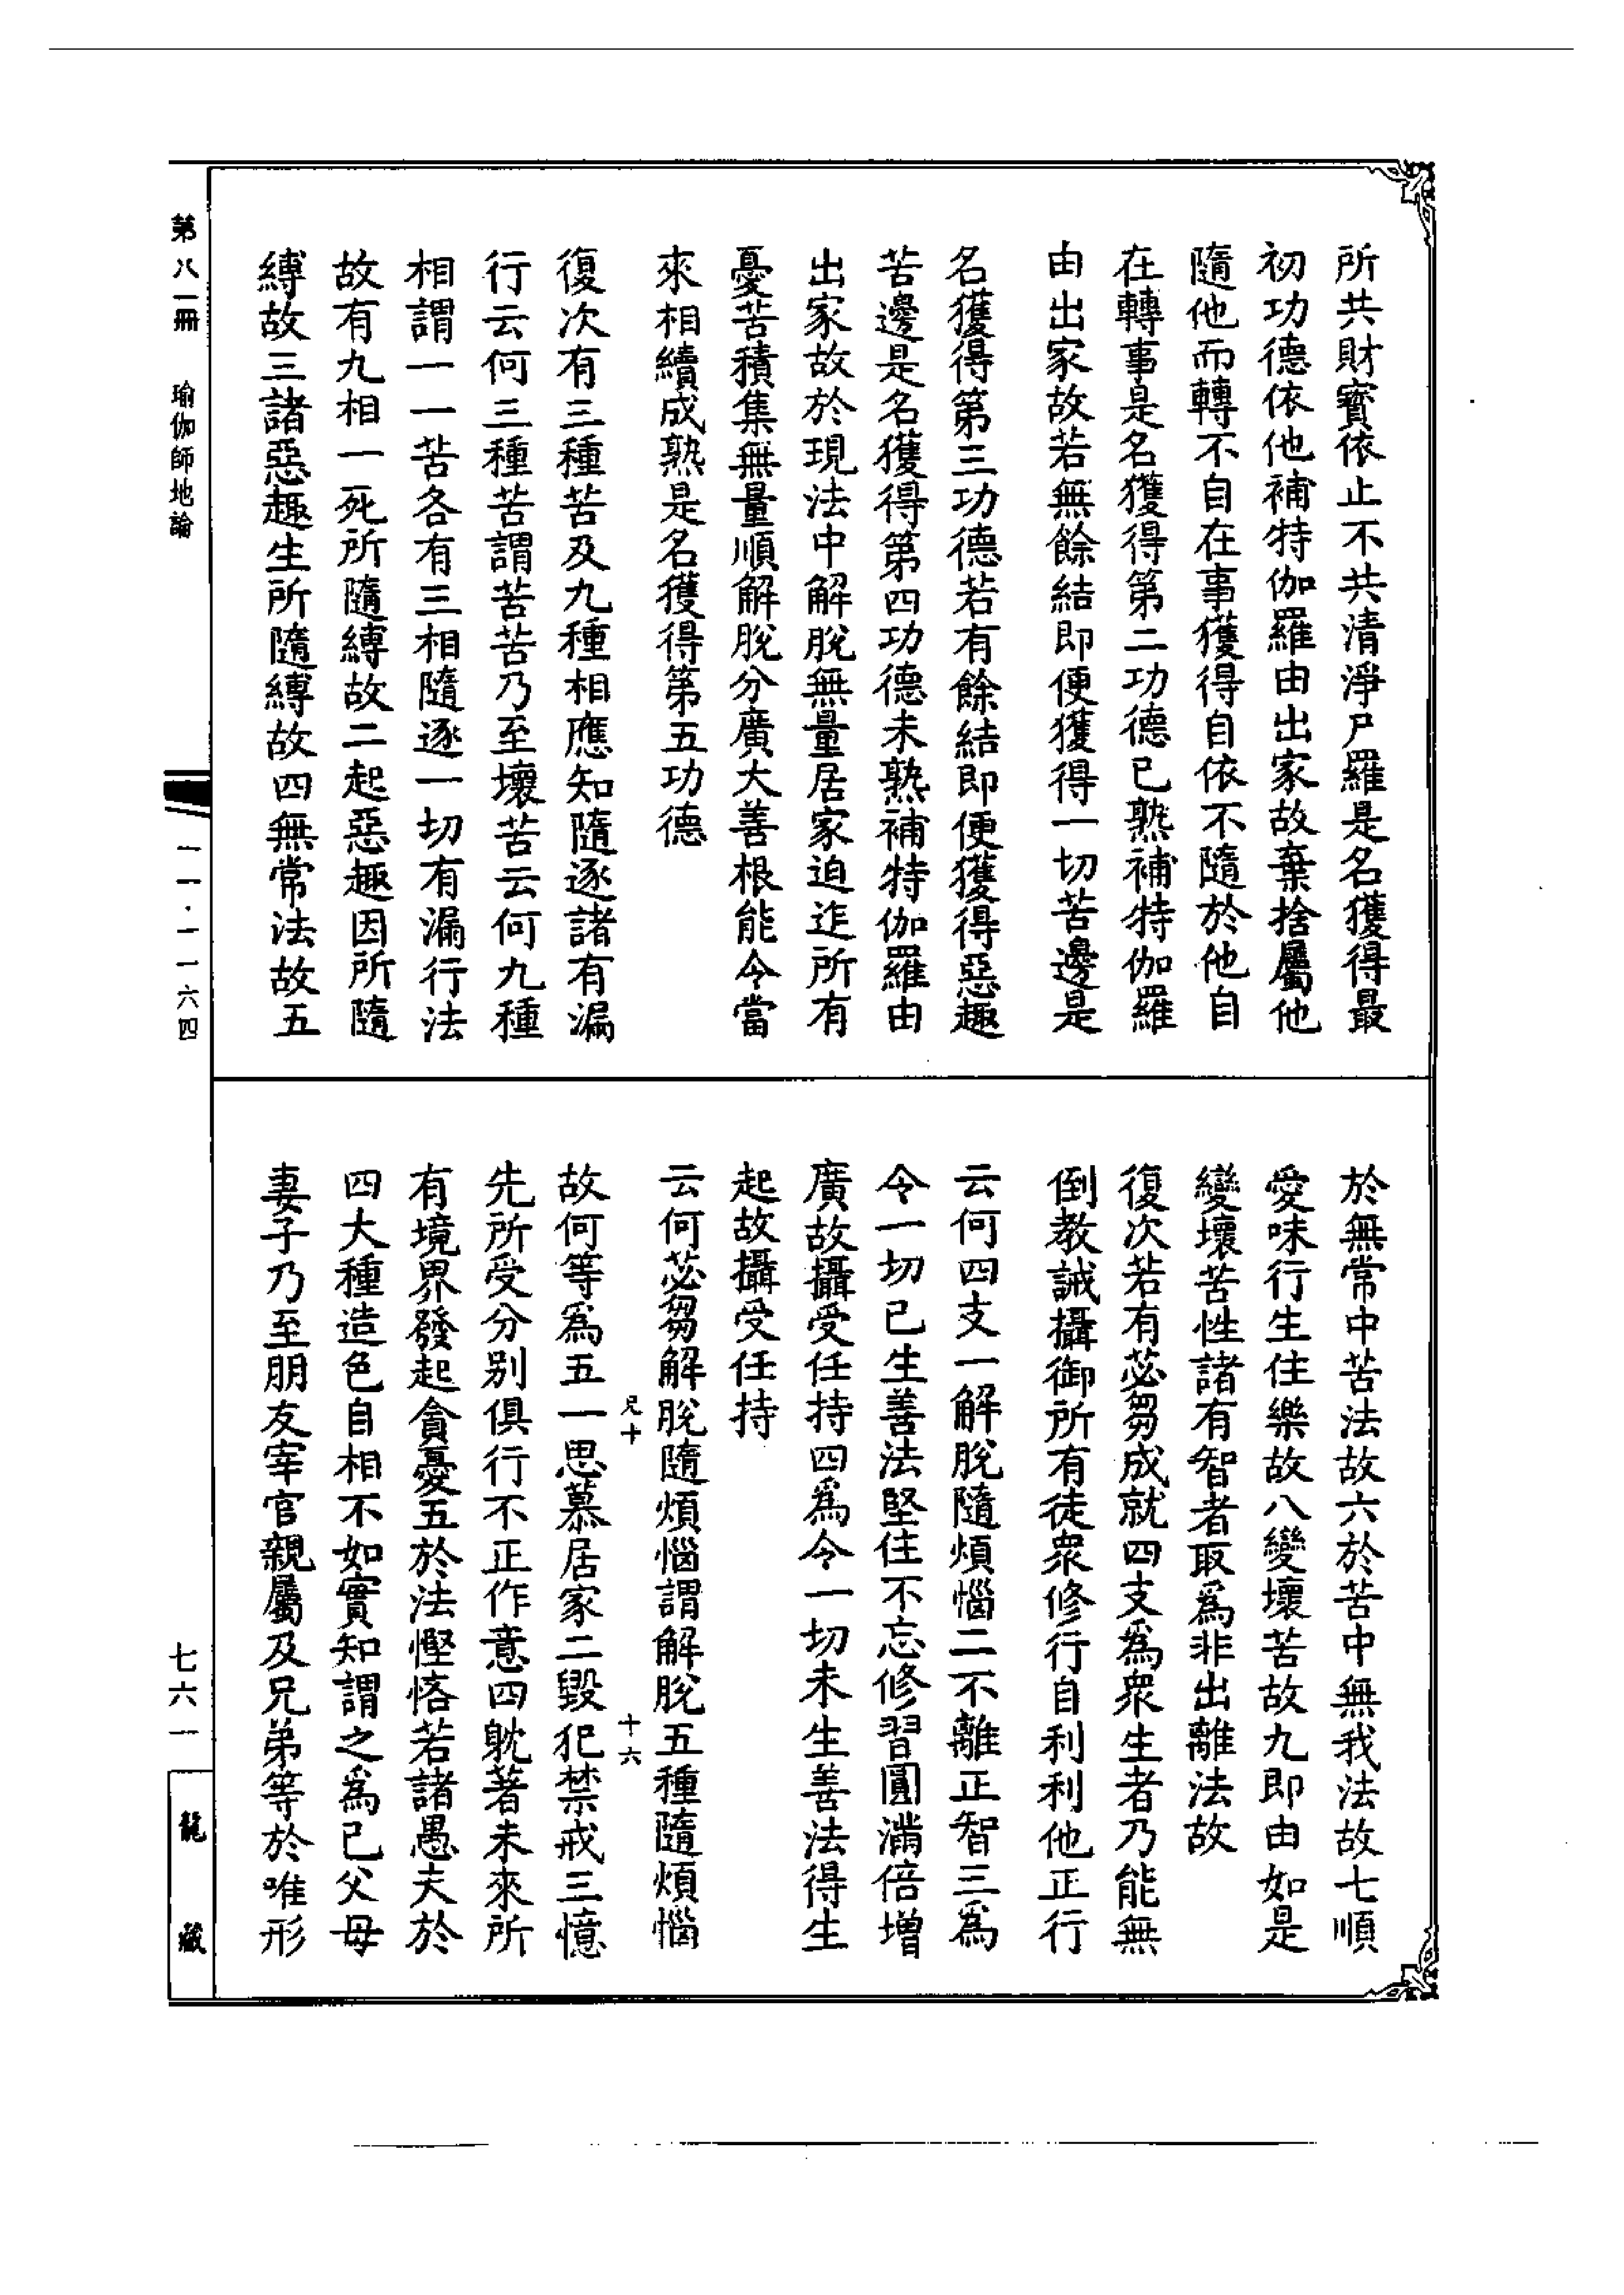 所共財寳依止不共清淨尸羅是名獲得最
初功德依他補特伽羅由出家故棄捨屬他
隨他而轉不自在事獲得自依不隨於他自
在轉事是名獲得第二功德已熟補特伽羅
由出家故若無餘結即便獲得一切苦邊是
名獲得第三功德若有餘結即便獲得惡趣
苦邊是名獲得第四功德未熟補特伽羅由
出家故於現法中解脫無量居家迫迮所有
憂苦積集無量順解脫分廣大善根能令當
來相續成熟是名獲得第五功德
復次有三種苦及九種相應知隨逐諸有漏
行云何三種苦謂苦苦乃至壞苦云何九種
相謂一一苦各有三相隨逐一切有漏行法
故有九相一死所隨縛故二起惡趣因所隨
縛故三諸惡趣生所隨縛故四無常法故五
於無常中苦法故六於苦中無我法故七順
愛味行生住樂故八變壞苦故九即由如是
變壞苦性諸有智者取爲非出離法故
復次若有苾芻成就四支爲衆生者乃能無
倒教誡攝御所有徒衆修行自利利他正行
云何四支一解脫隨煩惱二不離正智三爲
令一切已生善法堅住不忘修習圓滿倍增
廣故攝受任持四爲令一切未生善法得生
起故攝受任持
云何苾芻解脫隨煩惱謂解脫五種隨煩惱
尺十
十六
故何等爲五一思慕居家二毀犯禁戒三憶
先所受分别俱行不正作意四躭著未來所
有境界發起貪憂五於法慳悋若諸愚夫於
四大種造色自相不如實知謂之爲己父母
妻子乃至朋友宰官親屬及兄弟等於唯形
第八一冊
瑜伽師地論
一一·一一六四
七六一
龍藏